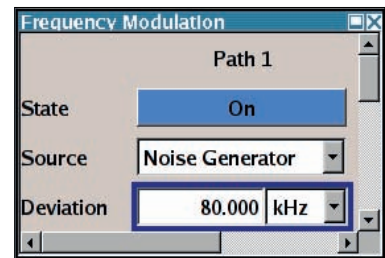 Frequency Modulation
Path 1
State On
Source Noise Generator
Deviation 80.000 kHz